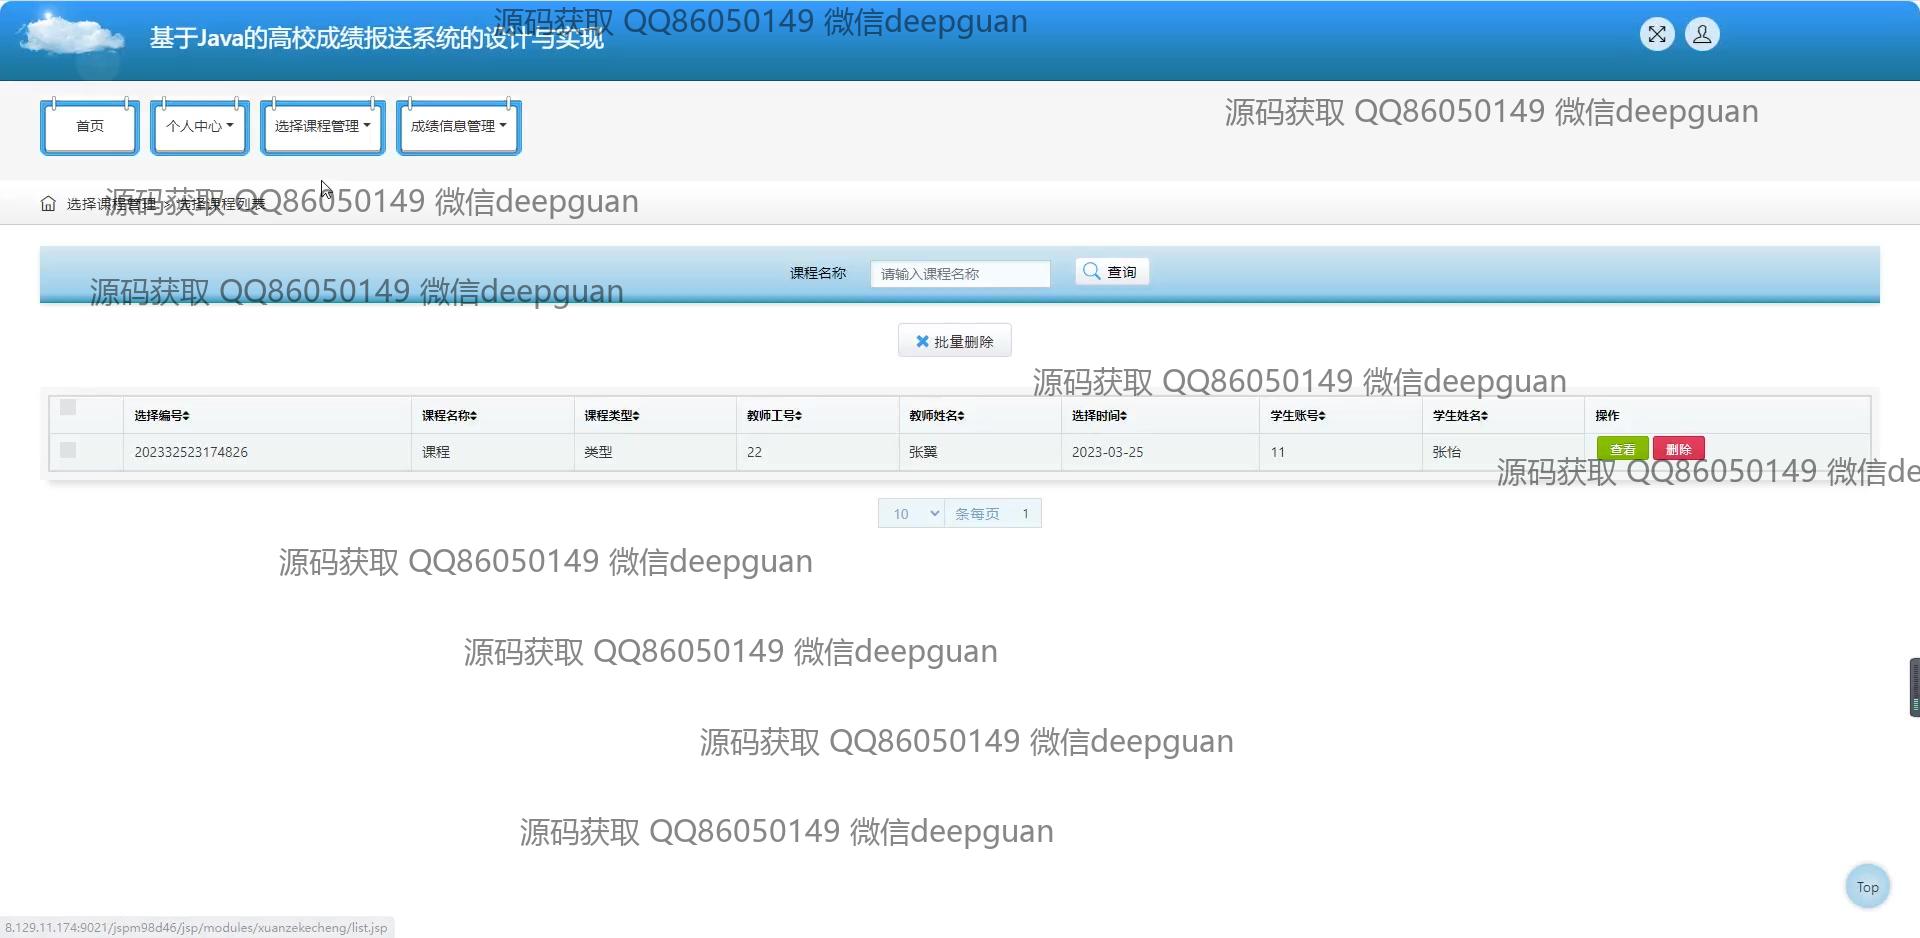 基于Java的高校成绩报送系统的设计与实现
源码获取 QQ86050149 微信deepguan
首页
个人中心
选择课程管理
成绩信息管理
源码获取 QQ86050149 微信deepguan
选择课程管理 > 选择课程列表
源码获取 QQ86050149 微信deepguan
课程名称
请输入课程名称
查询
源码获取 QQ86050149 微信deepguan
批量删除
源码获取 QQ86050149 微信deepguan
选择编号 课程名称 课程类型 教师工号 教师姓名 选择时间 学生账号 学生姓名 操作
202332523174826 课程 类型 22 张冀 2023-03-25 11 张怡 查看 删除
源码获取 QQ86050149 微信de
10 条每页 1
源码获取 QQ86050149 微信deepguan
源码获取 QQ86050149 微信deepguan
源码获取 QQ86050149 微信deepguan
源码获取 QQ86050149 微信deepguan
Top
8.129.11.174:9021/jspm98d46/jsp/modules/xuanzekecheng/list.jsp